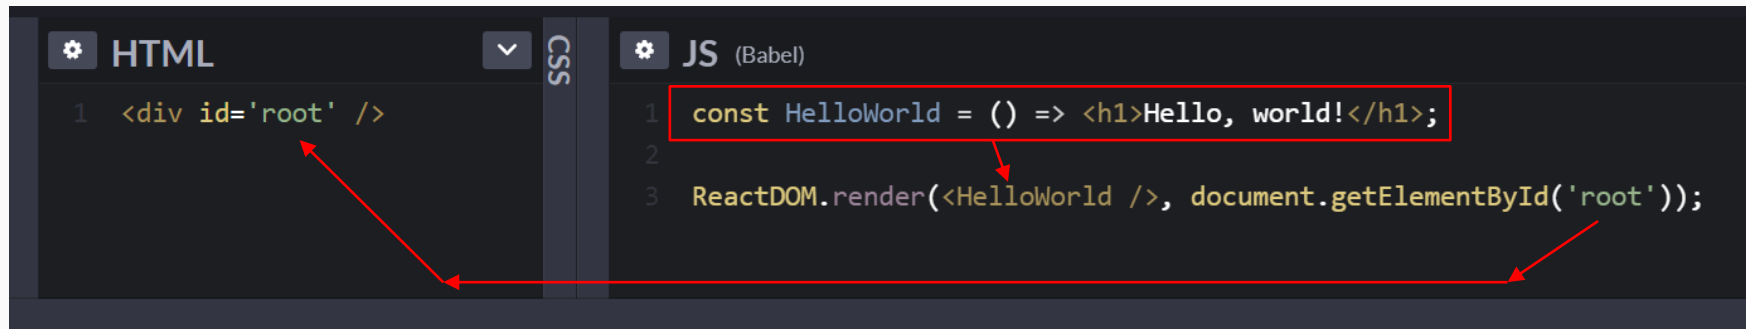 HTML
1 <div id='root' />
CSS
JS (Babel)
1 const HelloWorld = () => <h1>Hello, world!</h1>;
2
3 ReactDOM.render(<HelloWorld />, document.getElementById('root'));